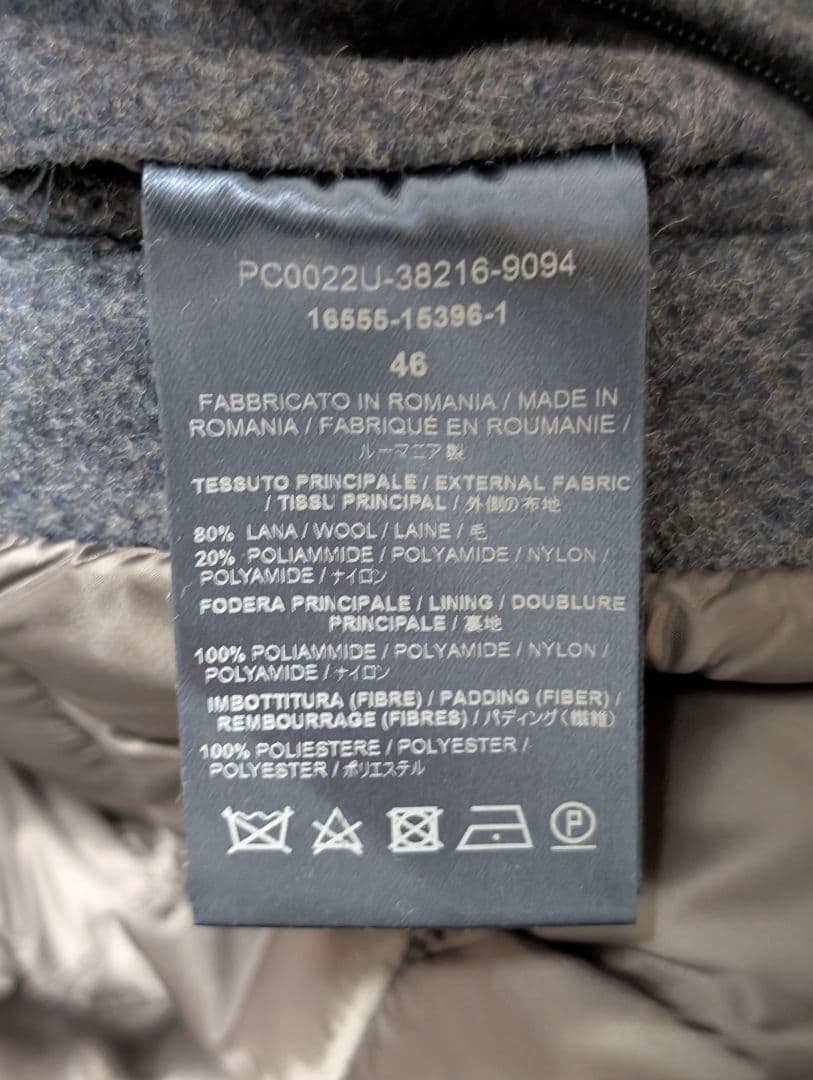 PC0022U-38216-9094
16555-15396-1
46
FABBRICATO IN ROMANIA / MADE IN
ROMANIA / FABRIQUÉ EN ROUMANIE /
ルーマニア製
TESSUTO PRINCIPALE / EXTERNAL FABRIC
/ TISSU PRINCIPAL / 外側の布地
80% LANA / WOOL / LAINE / 毛
20% POLIAMMIDE / POLYAMIDE / NYLON /
POLYAMIDE / ナイロン
FODERA PRINCIPALE / LINING / DOUBLURE
PRINCIPALE / 裏地
100% POLIAMMIDE / POLYAMIDE / NYLON /
POLYAMIDE / ナイロン
IMBOTTITURA (FIBRE) / PADDING (FIBER) /
REMBOURRAGE (FIBRES) / パディング(繊維)
100% POLIESTERE / POLYESTER /
POLYESTER / ポリエステル
P